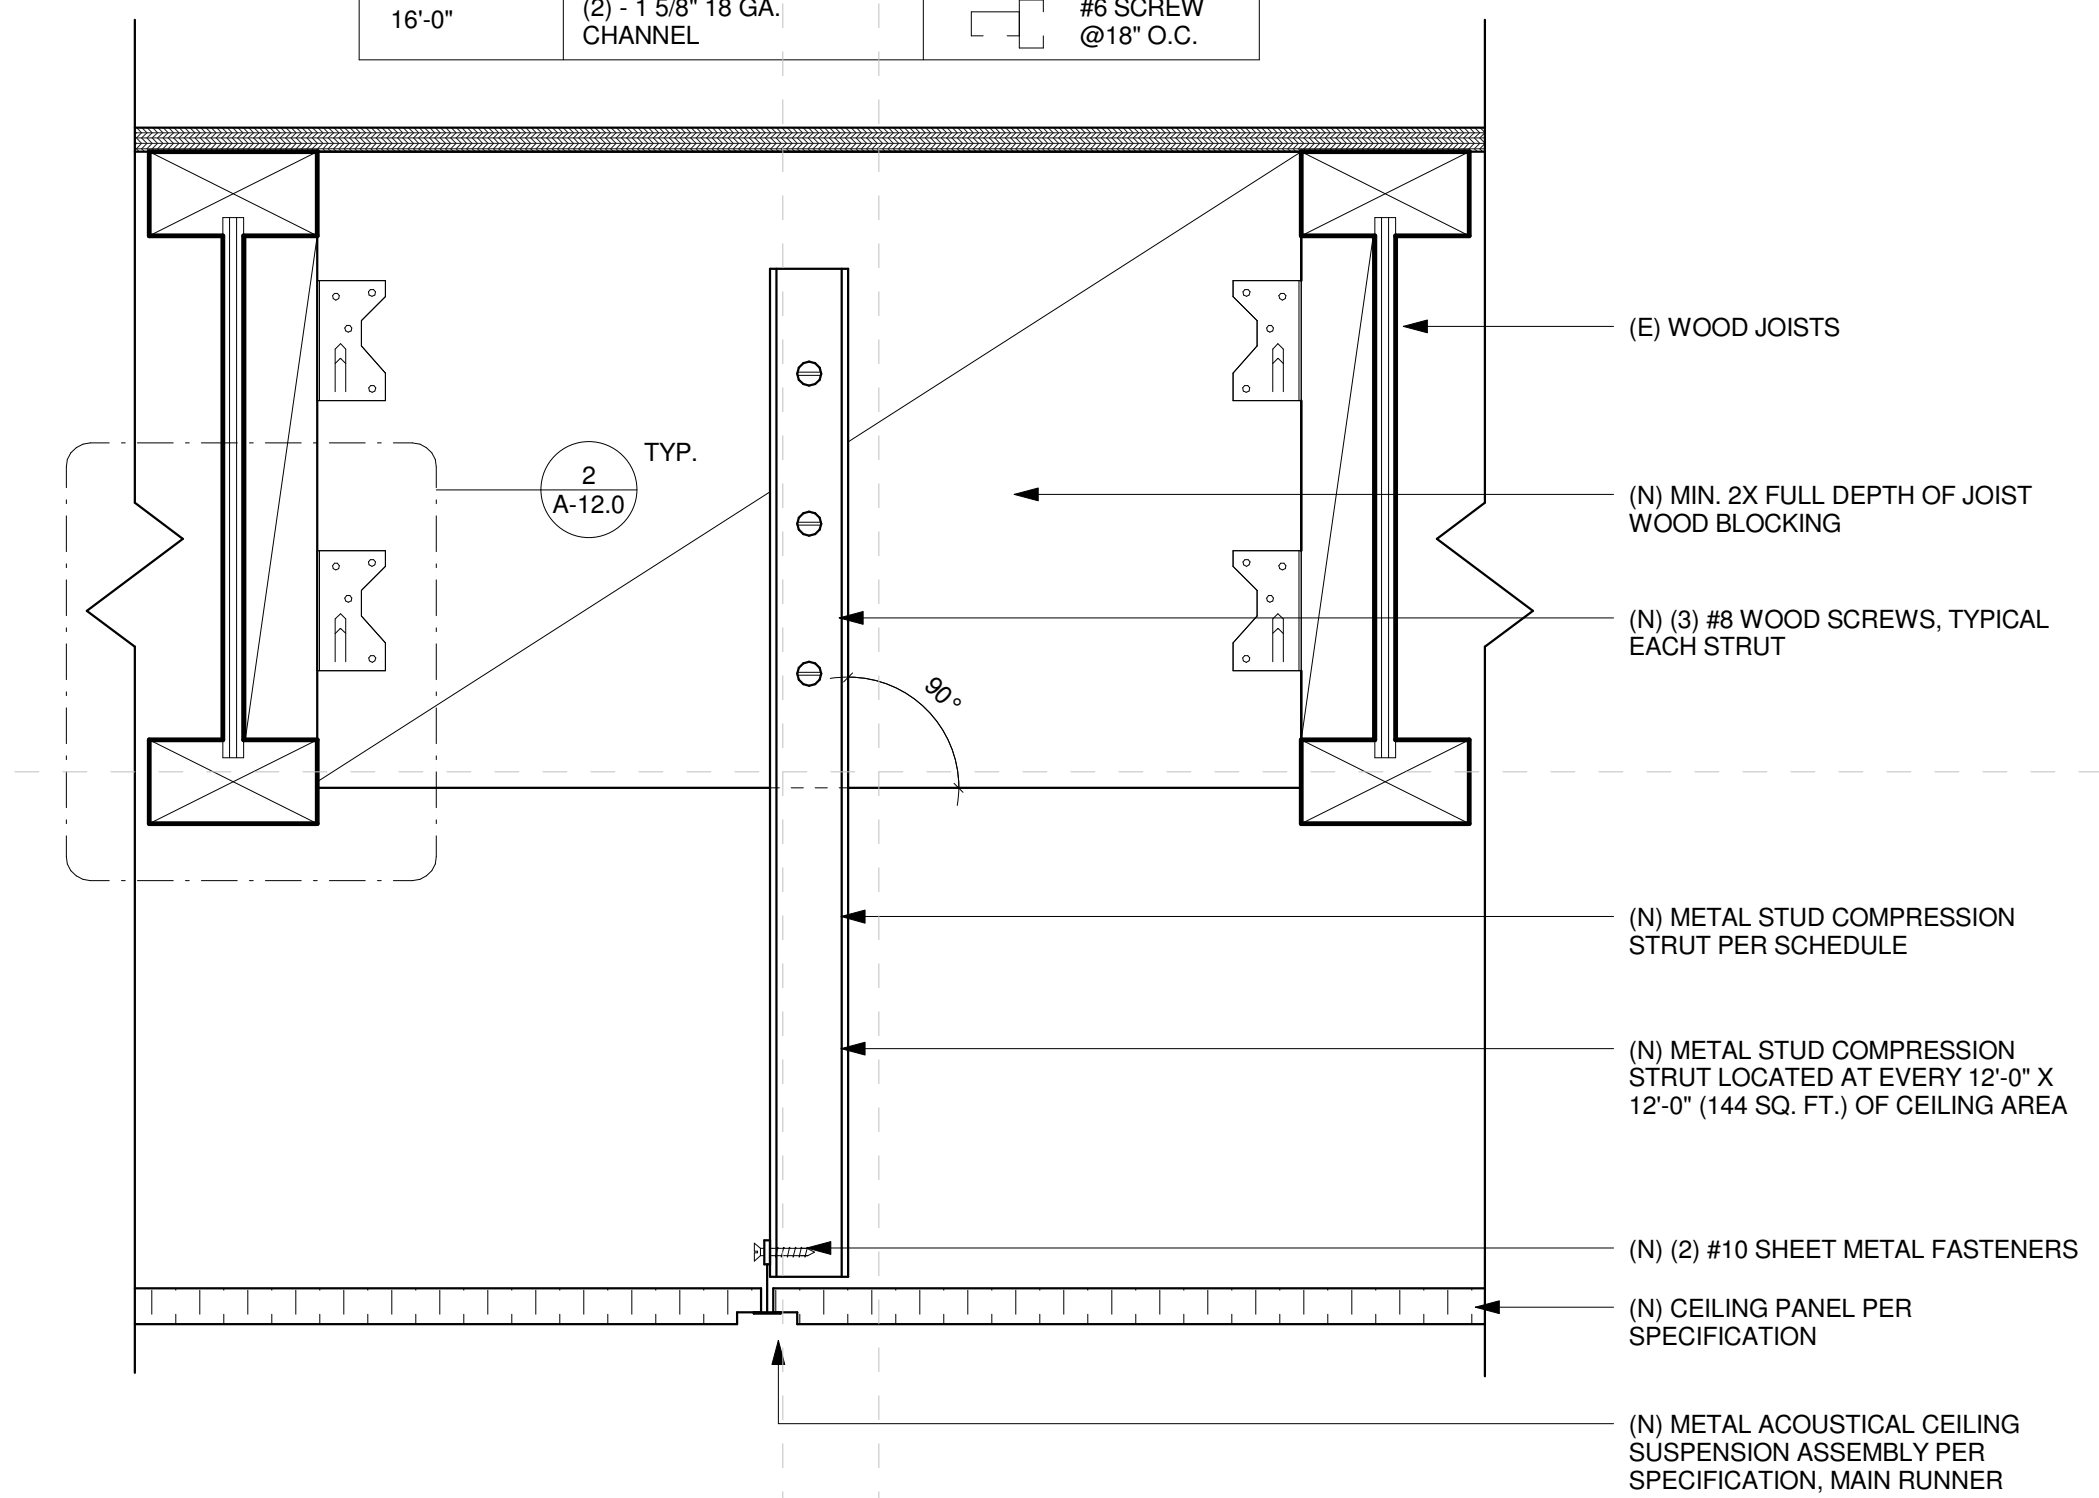 16'-0"
(2) - 1 5/8" 18 GA.
CHANNEL
#6 SCREW
@18" O.C.
(E) WOOD JOISTS
TYP.
2
A-12.0
(N) MIN. 2X FULL DEPTH OF JOIST
WOOD BLOCKING
(N) (3) #8 WOOD SCREWS, TYPICAL
EACH STRUT
90°
(N) METAL STUD COMPRESSION
STRUT PER SCHEDULE
(N) METAL STUD COMPRESSION
STRUT LOCATED AT EVERY 12'-0" X
12'-0" (144 SQ. FT.) OF CEILING AREA
(N) (2) #10 SHEET METAL FASTENERS
(N) CEILING PANEL PER
SPECIFICATION
(N) METAL ACOUSTICAL CEILING
SUSPENSION ASSEMBLY PER
SPECIFICATION, MAIN RUNNER